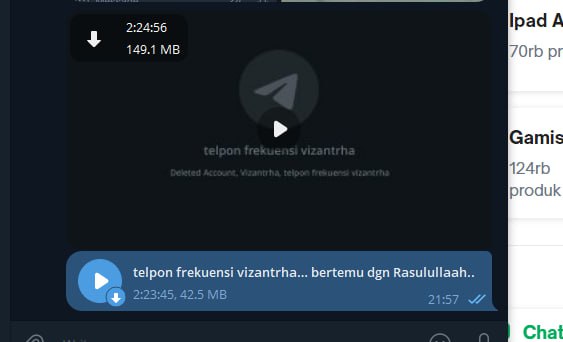 Ipad A
70rb pr
2:24:56
149.1 MB
telpon frekuensi vizantrha
Deleted Account, Vizantrha, telpon frekuensi vizantrha
Gamis
124rb
produk
telpon frekuensi vizantrha... bertemu dgn Rasulullaah..
2:23:45, 42.5 MB
21:57
Chat